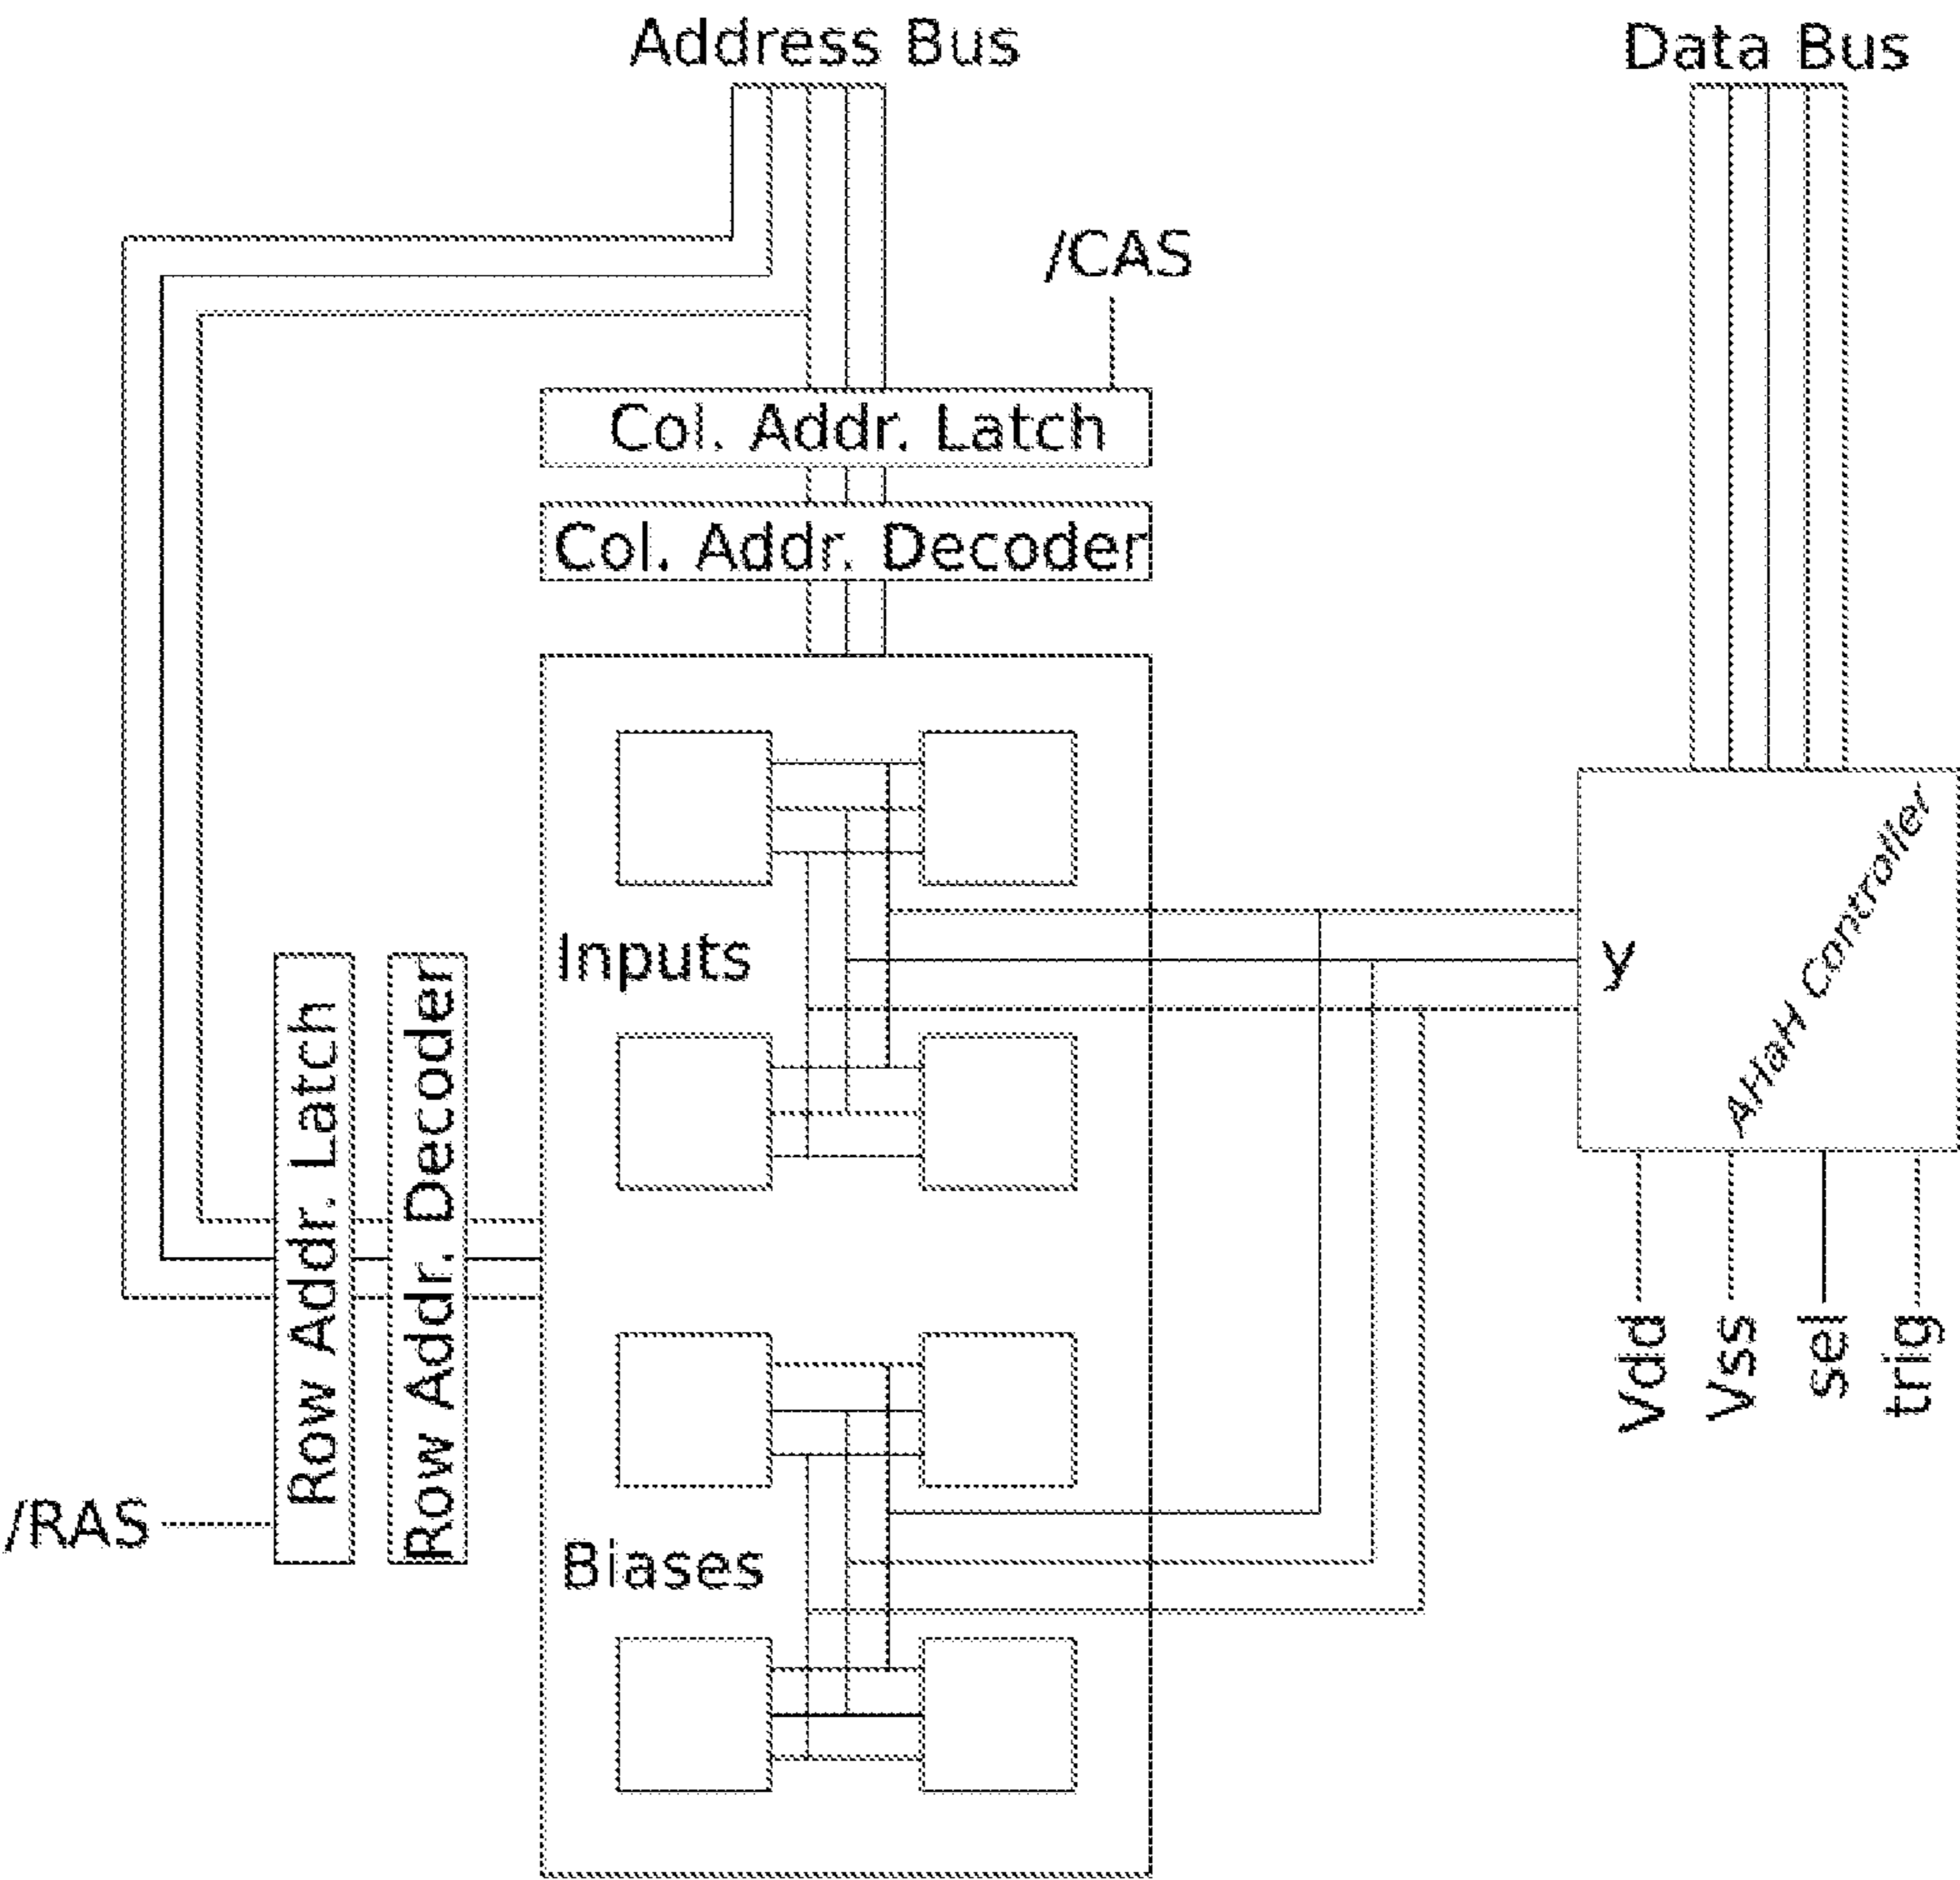 Address Bus
Data Bus
/CAS
Col. Addr. Latch
Col. Addr. Decoder
Inputs
y
AHaH Controller
Row Addr. Latch
Row Addr. Decoder
Vdd
Vss
sel
trig
/RAS
Biases